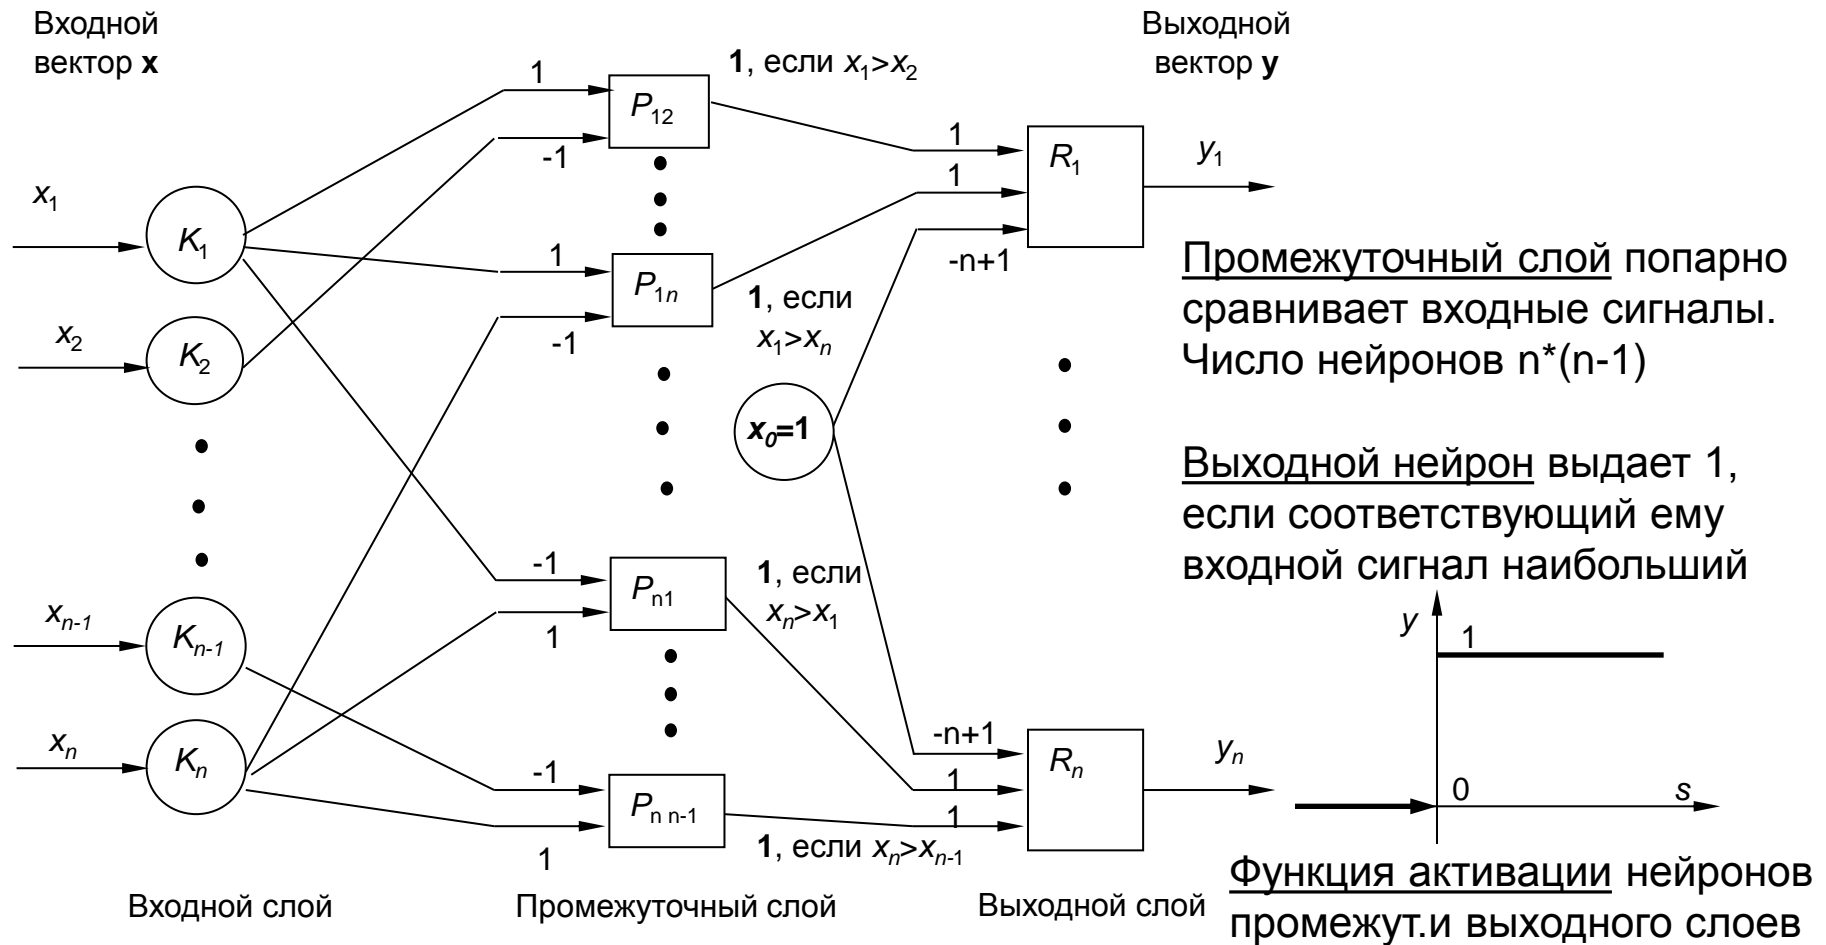 Входной
вектор x
Выходной
вектор y
x₁
x₂
xₙ₋₁
xₙ
K₁
K₂
Kₙ₋₁
Kₙ
1
-1
P₁₂
1, если x₁>x₂
1
-1
P₁ₙ
1, если
x₁>xₙ
x₀=1
-1
1
Pₙ₁
1, если
xₙ>x₁
-1
1
Pₙ ₙ₋₁
1, если xₙ>xₙ₋₁
1
1
-n+1
R₁
y₁
-n+1
1
1
Rₙ
yₙ
Промежуточный слой попарно
сравнивает входные сигналы.
Число нейронов n*(n-1)
Выходной нейрон выдает 1,
если соответствующий ему
входной сигнал наибольший
y
1
0
s
Функция активации нейронов
промежут.и выходного слоев
Входной слой
Промежуточный слой
Выходной слой